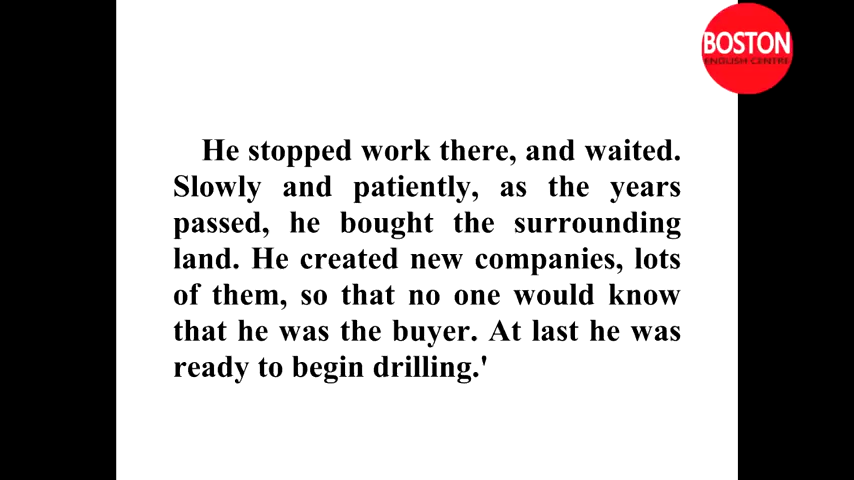 BOSTON
ENGLISH CENTRE
He stopped work there, and waited.
Slowly and patiently, as the years
passed, he bought the surrounding
land. He created new companies, lots
of them, so that no one would know
that he was the buyer. At last he was
ready to begin drilling.'